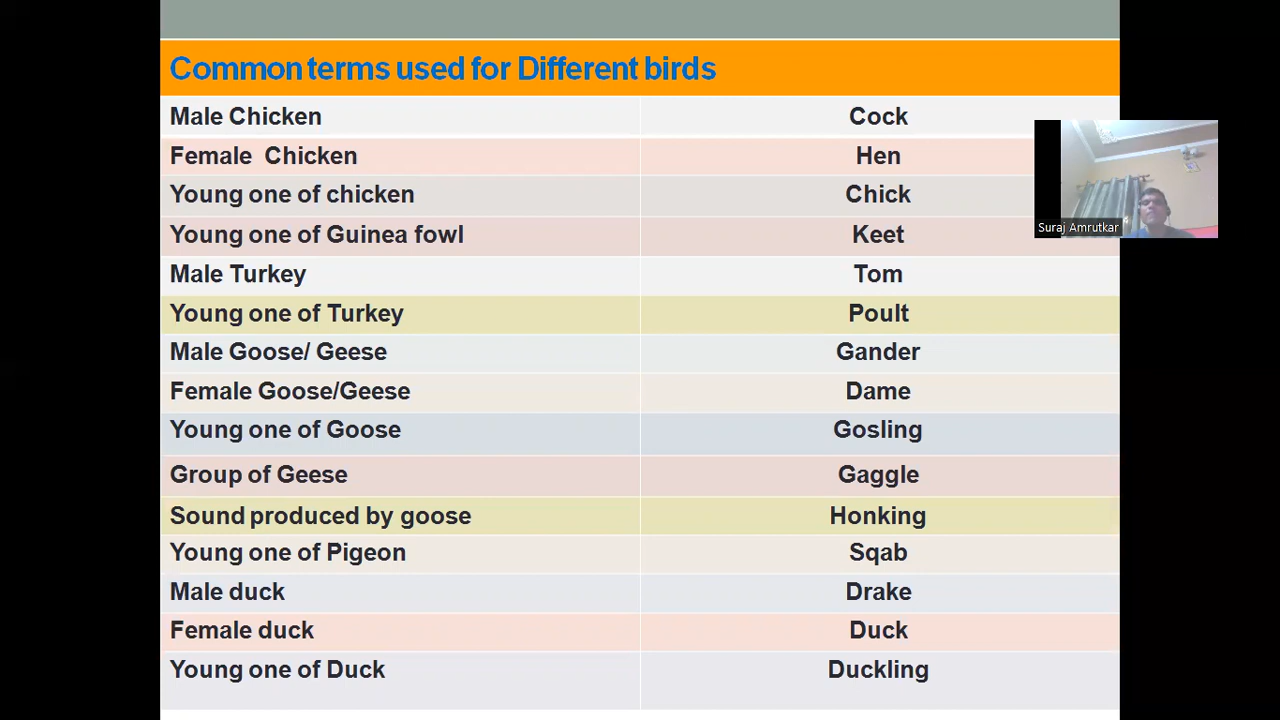 Common terms used for Different birds
Male Chicken Cock
Female Chicken Hen
Young one of chicken Chick
Young one of Guinea fowl Keet
Male Turkey Tom
Young one of Turkey Poult
Male Goose/ Geese Gander
Female Goose/Geese Dame
Young one of Goose Gosling
Group of Geese Gaggle
Sound produced by goose Honking
Young one of Pigeon Sqab
Male duck Drake
Female duck Duck
Young one of Duck Duckling
Suraj Amrutkar